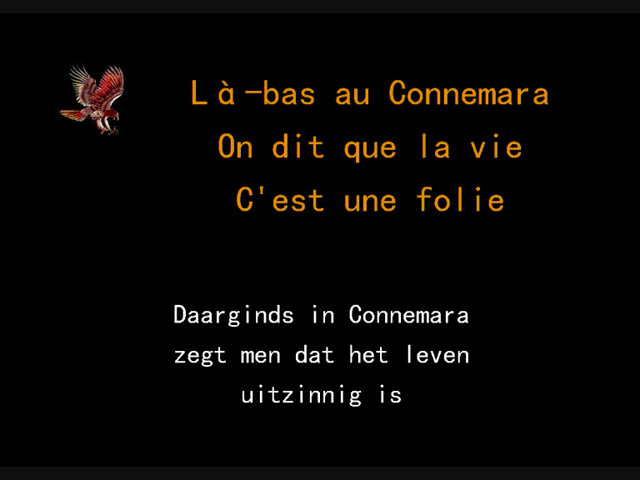 Là-bas au Connemara
On dit que la vie
C'est une folie
Daarginds in Connemara
zegt men dat het leven
uitzinnig is